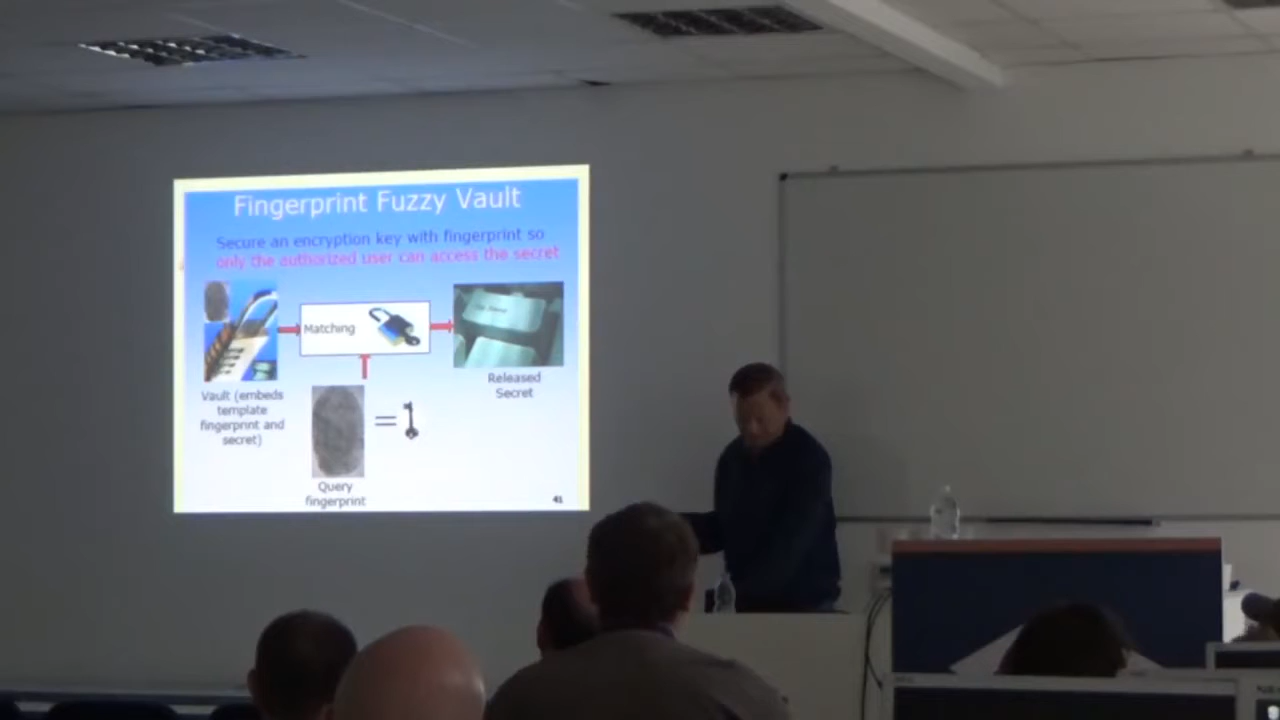 Fingerprint Fuzzy Vault
Secure an encryption key with fingerprint so
only the authorized user can access the secret
Matching
Released
Secret
Vault (embeds
template
fingerprint and
secret)
=
Query
fingerprint
41